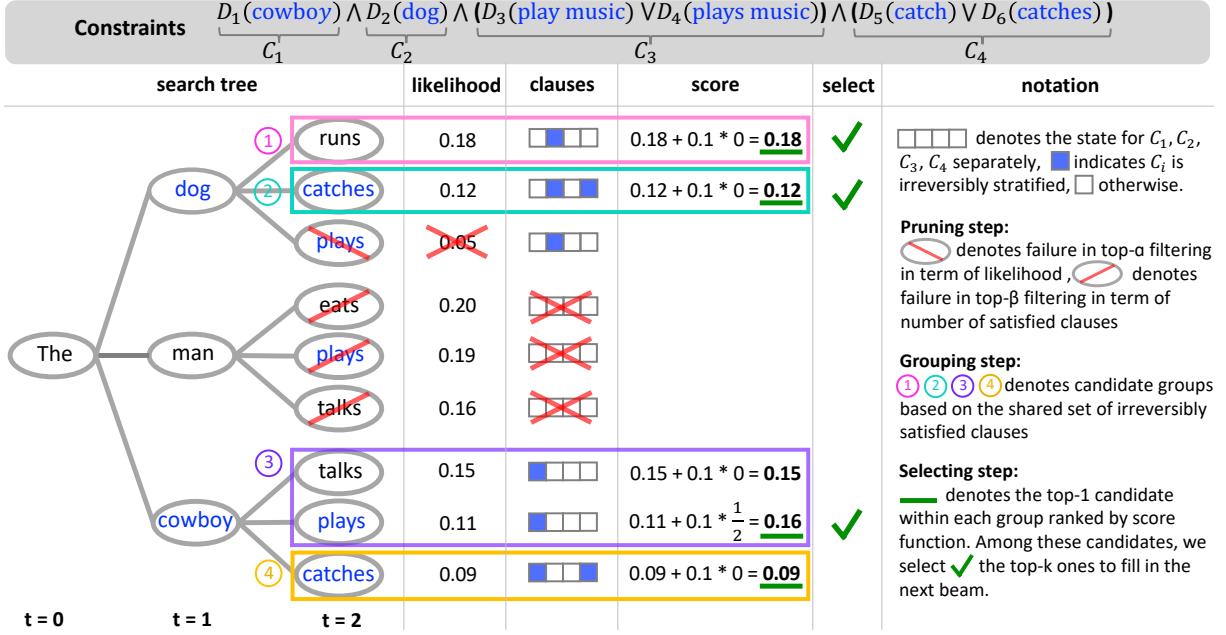 Constraints
D1(cowboy) ∧ D2(dog) ∧ (D3(play music) ∨D4(plays music)) ∧ (D5(catch) ∨ D6(catches) )
C1 C2 C3 C4
search tree likelihood clauses score select notation
The
dog
man
cowboy
1 runs 0.18 0.18 + 0.1 * 0 = 0.18
2 catches 0.12 0.12 + 0.1 * 0 = 0.12
plays 0.05
eats 0.20
plays 0.19
talks 0.16
3 talks 0.15 0.15 + 0.1 * 0 = 0.15
plays 0.11 0.11 + 0.1 * 1/2 = 0.16
4 catches 0.09 0.09 + 0.1 * 0 = 0.09
t = 0 t = 1 t = 2
denotes the state for C1, C2,
C3, C4 separately, indicates Ci is
irreversibly stratified, otherwise.
Pruning step:
denotes failure in top-α filtering
in term of likelihood , denotes
failure in top-β filtering in term of
number of satisfied clauses
Grouping step:
1 2 3 4 denotes candidate groups
based on the shared set of irreversibly
satisfied clauses
Selecting step:
denotes the top-1 candidate
within each group ranked by score
function. Among these candidates, we
select the top-k ones to fill in the
next beam.